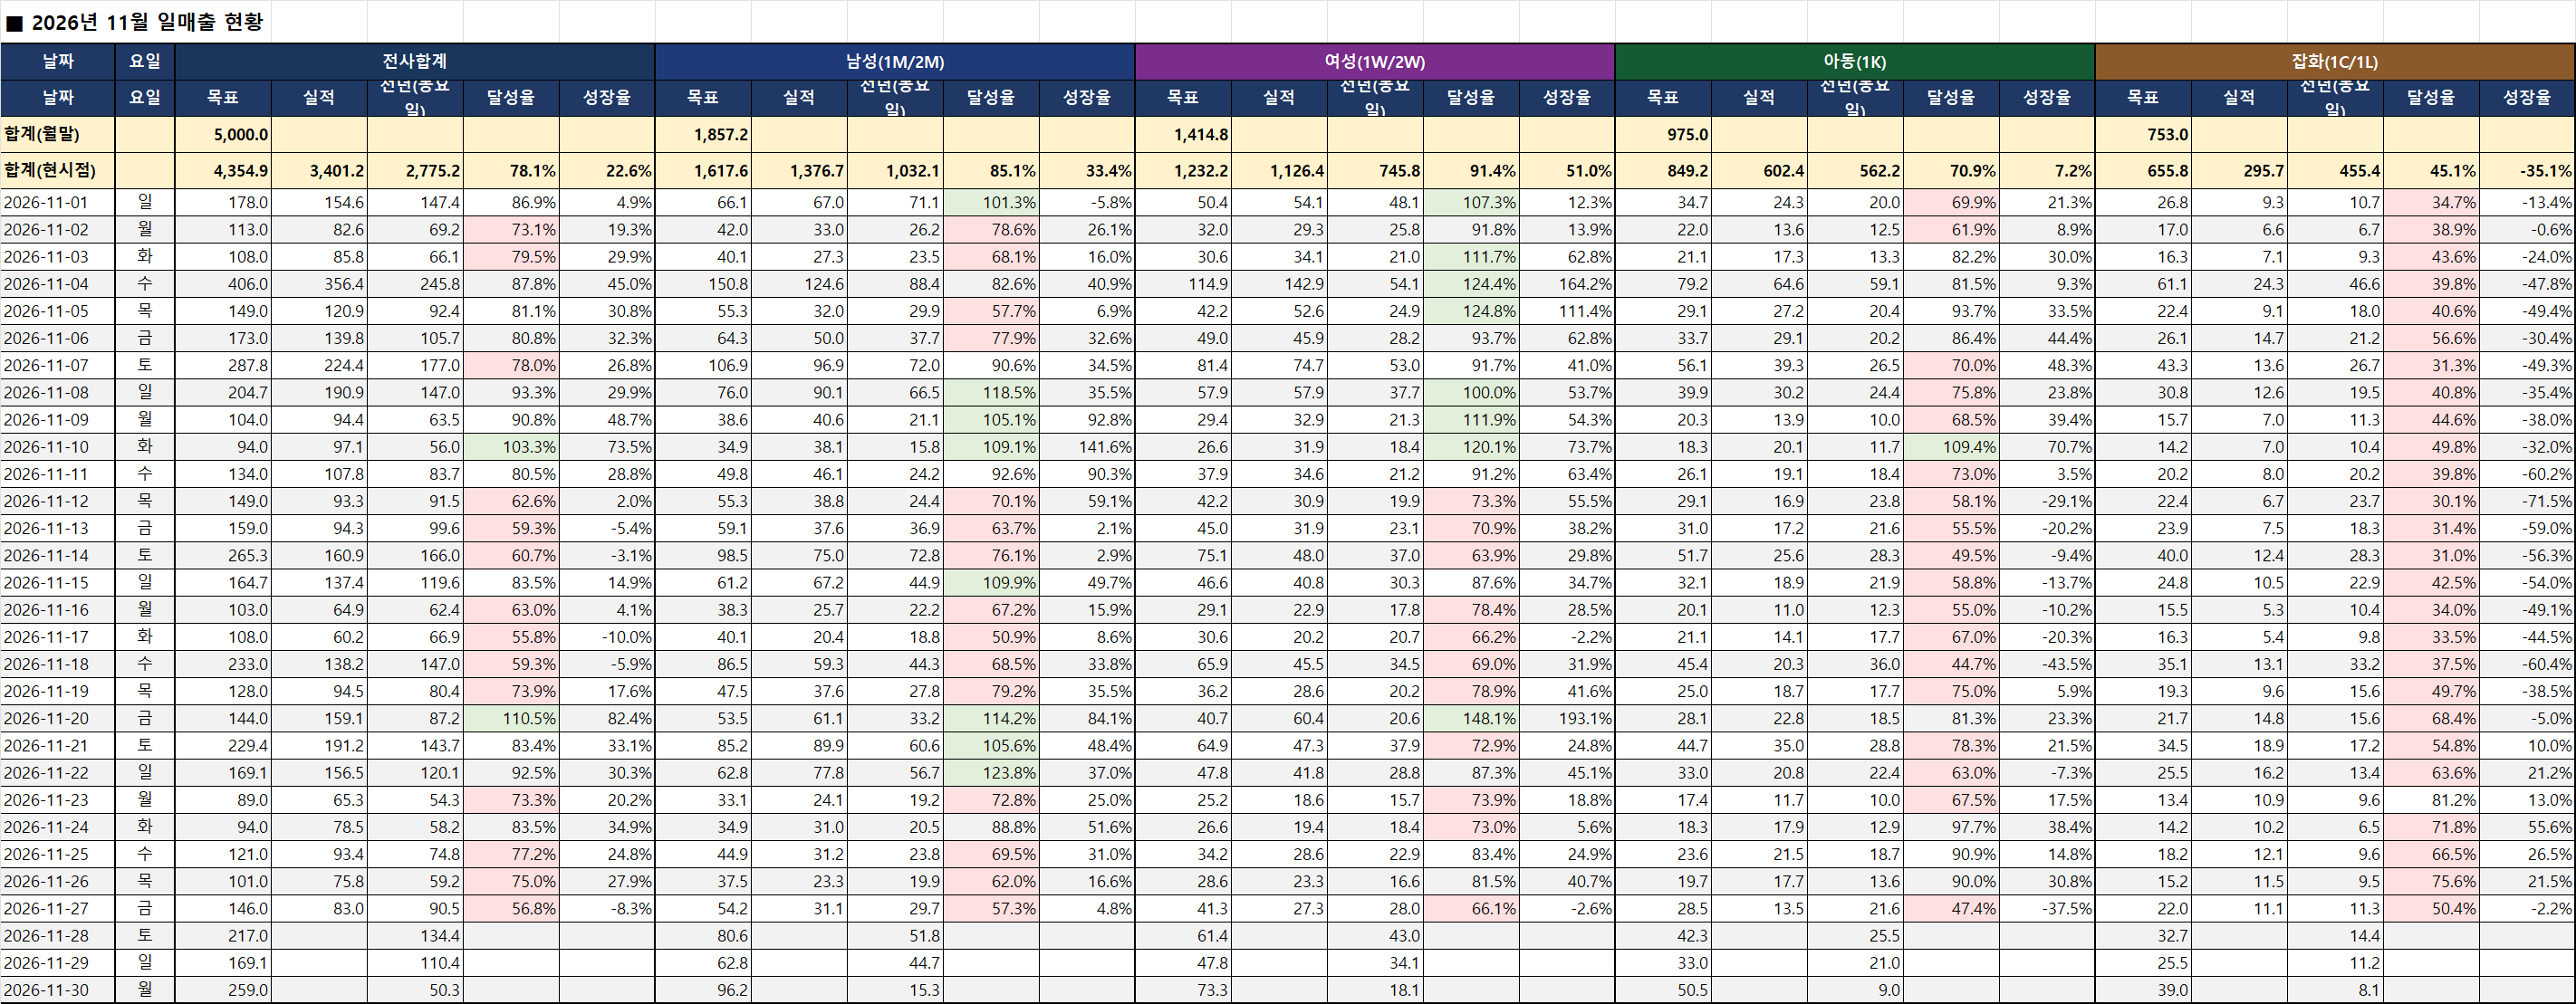 ■ 2026년 11월 일매출 현황
날짜 요일 전사합계 남성(1M/2M) 여성(1W/2W) 아동(1K) 잡화(1C/1L)
날짜 요일 목표 실적 전년(동요일) 달성율 성장율 목표 실적 전년(동요일) 달성율 성장율 목표 실적 전년(동요일) 달성율 성장율 목표 실적 전년(동요일) 달성율 성장율 목표 실적 전년(동요일) 달성율 성장율
합계(월말) 5,000.0 1,857.2 1,414.8 975.0 753.0
합계(현시점) 4,354.9 3,401.2 2,775.2 78.1% 22.6% 1,617.6 1,376.7 1,032.1 85.1% 33.4% 1,232.2 1,126.4 745.8 91.4% 51.0% 849.2 602.4 562.2 70.9% 7.2% 655.8 295.7 455.4 45.1% -35.1%
2026-11-01 일 178.0 154.6 147.4 86.9% 4.9% 66.1 67.0 71.1 101.3% -5.8% 50.4 54.1 48.1 107.3% 12.3% 34.7 24.3 20.0 69.9% 21.3% 26.8 9.3 10.7 34.7% -13.4%
2026-11-02 월 113.0 82.6 69.2 73.1% 19.3% 42.0 33.0 26.2 78.6% 26.1% 32.0 29.3 25.8 91.8% 13.9% 22.0 13.6 12.5 61.9% 8.9% 17.0 6.6 6.7 38.9% -0.6%
2026-11-03 화 108.0 85.8 66.1 79.5% 29.9% 40.1 27.3 23.5 68.1% 16.0% 30.6 34.1 21.0 111.7% 62.8% 21.1 17.3 13.3 82.2% 30.0% 16.3 7.1 9.3 43.6% -24.0%
2026-11-04 수 406.0 356.4 245.8 87.8% 45.0% 150.8 124.6 88.4 82.6% 40.9% 114.9 142.9 54.1 124.4% 164.2% 79.2 64.6 59.1 81.5% 9.3% 61.1 24.3 46.6 39.8% -47.8%
2026-11-05 목 149.0 120.9 92.4 81.1% 30.8% 55.3 32.0 29.9 57.7% 6.9% 42.2 52.6 24.9 124.8% 111.4% 29.1 27.2 20.4 93.7% 33.5% 22.4 9.1 18.0 40.6% -49.4%
2026-11-06 금 173.0 139.8 105.7 80.8% 32.3% 64.3 50.0 37.7 77.9% 32.6% 49.0 45.9 28.2 93.7% 62.8% 33.7 29.1 20.2 86.4% 44.4% 26.1 14.7 21.2 56.6% -30.4%
2026-11-07 토 287.8 224.4 177.0 78.0% 26.8% 106.9 96.9 72.0 90.6% 34.5% 81.4 74.7 53.0 91.7% 41.0% 56.1 39.3 26.5 70.0% 48.3% 43.3 13.6 26.7 31.3% -49.3%
2026-11-08 일 204.7 190.9 147.0 93.3% 29.9% 76.0 90.1 66.5 118.5% 35.5% 57.9 57.9 37.7 100.0% 53.7% 39.9 30.2 24.4 75.8% 23.8% 30.8 12.6 19.5 40.8% -35.4%
2026-11-09 월 104.0 94.4 63.5 90.8% 48.7% 38.6 40.6 21.1 105.1% 92.8% 29.4 32.9 21.3 111.9% 54.3% 20.3 13.9 10.0 68.5% 39.4% 15.7 7.0 11.3 44.6% -38.0%
2026-11-10 화 94.0 97.1 56.0 103.3% 73.5% 34.9 38.1 15.8 109.1% 141.6% 26.6 31.9 18.4 120.1% 73.7% 18.3 20.1 11.7 109.4% 70.7% 14.2 7.0 10.4 49.8% -32.0%
2026-11-11 수 134.0 107.8 83.7 80.5% 28.8% 49.8 46.1 24.2 92.6% 90.3% 37.9 34.6 21.2 91.2% 63.4% 26.1 19.1 18.4 73.0% 3.5% 20.2 8.0 20.2 39.8% -60.2%
2026-11-12 목 149.0 93.3 91.5 62.6% 2.0% 55.3 38.8 24.4 70.1% 59.1% 42.2 30.9 19.9 73.3% 55.5% 29.1 16.9 23.8 58.1% -29.1% 22.4 6.7 23.7 30.1% -71.5%
2026-11-13 금 159.0 94.3 99.6 59.3% -5.4% 59.1 37.6 36.9 63.7% 2.1% 45.0 31.9 23.1 70.9% 38.2% 31.0 17.2 21.6 55.5% -20.2% 23.9 7.5 18.3 31.4% -59.0%
2026-11-14 토 265.3 160.9 166.0 60.7% -3.1% 98.5 75.0 72.8 76.1% 2.9% 75.1 48.0 37.0 63.9% 29.8% 51.7 25.6 28.3 49.5% -9.4% 40.0 12.4 28.3 31.0% -56.3%
2026-11-15 일 164.7 137.4 119.6 83.5% 14.9% 61.2 67.2 44.9 109.9% 49.7% 46.6 40.8 30.3 87.6% 34.7% 32.1 18.9 21.9 58.8% -13.7% 24.8 10.5 22.9 42.5% -54.0%
2026-11-16 월 103.0 64.9 62.4 63.0% 4.1% 38.3 25.7 22.2 67.2% 15.9% 29.1 22.9 17.8 78.4% 28.5% 20.1 11.0 12.3 55.0% -10.2% 15.5 5.3 10.4 34.0% -49.1%
2026-11-17 화 108.0 60.2 66.9 55.8% -10.0% 40.1 20.4 18.8 50.9% 8.6% 30.6 20.2 20.7 66.2% -2.2% 21.1 14.1 17.7 67.0% -20.3% 16.3 5.4 9.8 33.5% -44.5%
2026-11-18 수 233.0 138.2 147.0 59.3% -5.9% 86.5 59.3 44.3 68.5% 33.8% 65.9 45.5 34.5 69.0% 31.9% 45.4 20.3 36.0 44.7% -43.5% 35.1 13.1 33.2 37.5% -60.4%
2026-11-19 목 128.0 94.5 80.4 73.9% 17.6% 47.5 37.6 27.8 79.2% 35.5% 36.2 28.6 20.2 78.9% 41.6% 25.0 18.7 17.7 75.0% 5.9% 19.3 9.6 15.6 49.7% -38.5%
2026-11-20 금 144.0 159.1 87.2 110.5% 82.4% 53.5 61.1 33.2 114.2% 84.1% 40.7 60.4 20.6 148.1% 193.1% 28.1 22.8 18.5 81.3% 23.3% 21.7 14.8 15.6 68.4% -5.0%
2026-11-21 토 229.4 191.2 143.7 83.4% 33.1% 85.2 89.9 60.6 105.6% 48.4% 64.9 47.3 37.9 72.9% 24.8% 44.7 35.0 28.8 78.3% 21.5% 34.5 18.9 17.2 54.8% 10.0%
2026-11-22 일 169.1 156.5 120.1 92.5% 30.3% 62.8 77.8 56.7 123.8% 37.0% 47.8 41.8 28.8 87.3% 45.1% 33.0 20.8 22.4 63.0% -7.3% 25.5 16.2 13.4 63.6% 21.2%
2026-11-23 월 89.0 65.3 54.3 73.3% 20.2% 33.1 24.1 19.2 72.8% 25.0% 25.2 18.6 15.7 73.9% 18.8% 17.4 11.7 10.0 67.5% 17.5% 13.4 10.9 9.6 81.2% 13.0%
2026-11-24 화 94.0 78.5 58.2 83.5% 34.9% 34.9 31.0 20.5 88.8% 51.6% 26.6 19.4 18.4 73.0% 5.6% 18.3 17.9 12.9 97.7% 38.4% 14.2 10.2 6.5 71.8% 55.6%
2026-11-25 수 121.0 93.4 74.8 77.2% 24.8% 44.9 31.2 23.8 69.5% 31.0% 34.2 28.6 22.9 83.4% 24.9% 23.6 21.5 18.7 90.9% 14.8% 18.2 12.1 9.6 66.5% 26.5%
2026-11-26 목 101.0 75.8 59.2 75.0% 27.9% 37.5 23.3 19.9 62.0% 16.6% 28.6 23.3 16.6 81.5% 40.7% 19.7 17.7 13.6 90.0% 30.8% 15.2 11.5 9.5 75.6% 21.5%
2026-11-27 금 146.0 83.0 90.5 56.8% -8.3% 54.2 31.1 29.7 57.3% 4.8% 41.3 27.3 28.0 66.1% -2.6% 28.5 13.5 21.6 47.4% -37.5% 22.0 11.1 11.3 50.4% -2.2%
2026-11-28 토 217.0 134.4 80.6 51.8 61.4 43.0 42.3 25.5 32.7 14.4
2026-11-29 일 169.1 110.4 62.8 44.7 47.8 34.1 33.0 21.0 25.5 11.2
2026-11-30 월 259.0 50.3 96.2 15.3 73.3 18.1 50.5 9.0 39.0 8.1